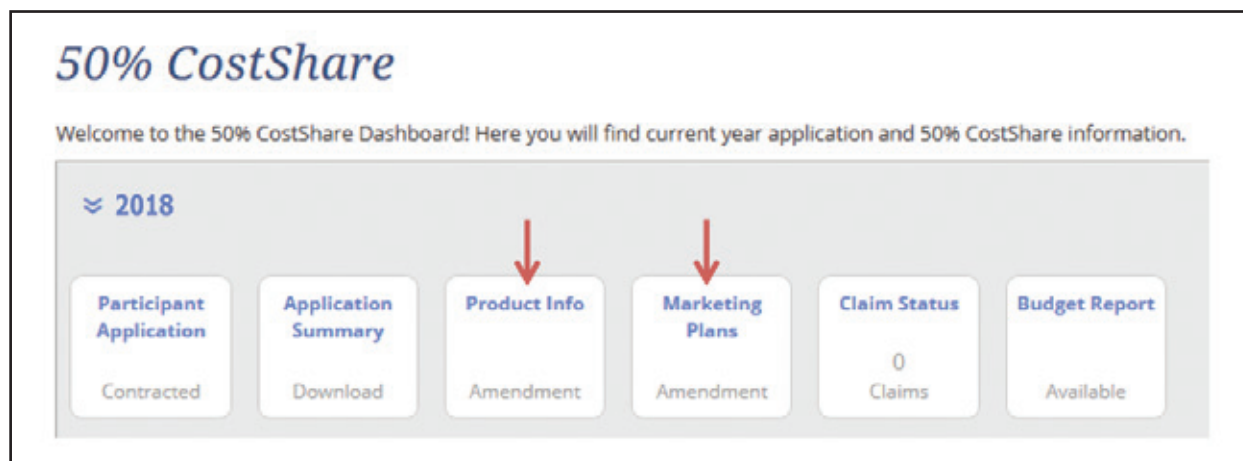 50% CostShare
Welcome to the 50% CostShare Dashboard! Here you will find current year application and 50% CostShare information.
2018
Participant
Application
Contracted
Application
Summary
Download
Product Info
Amendment
Marketing
Plans
Amendment
Claim Status
0
Claims
Budget Report
Available